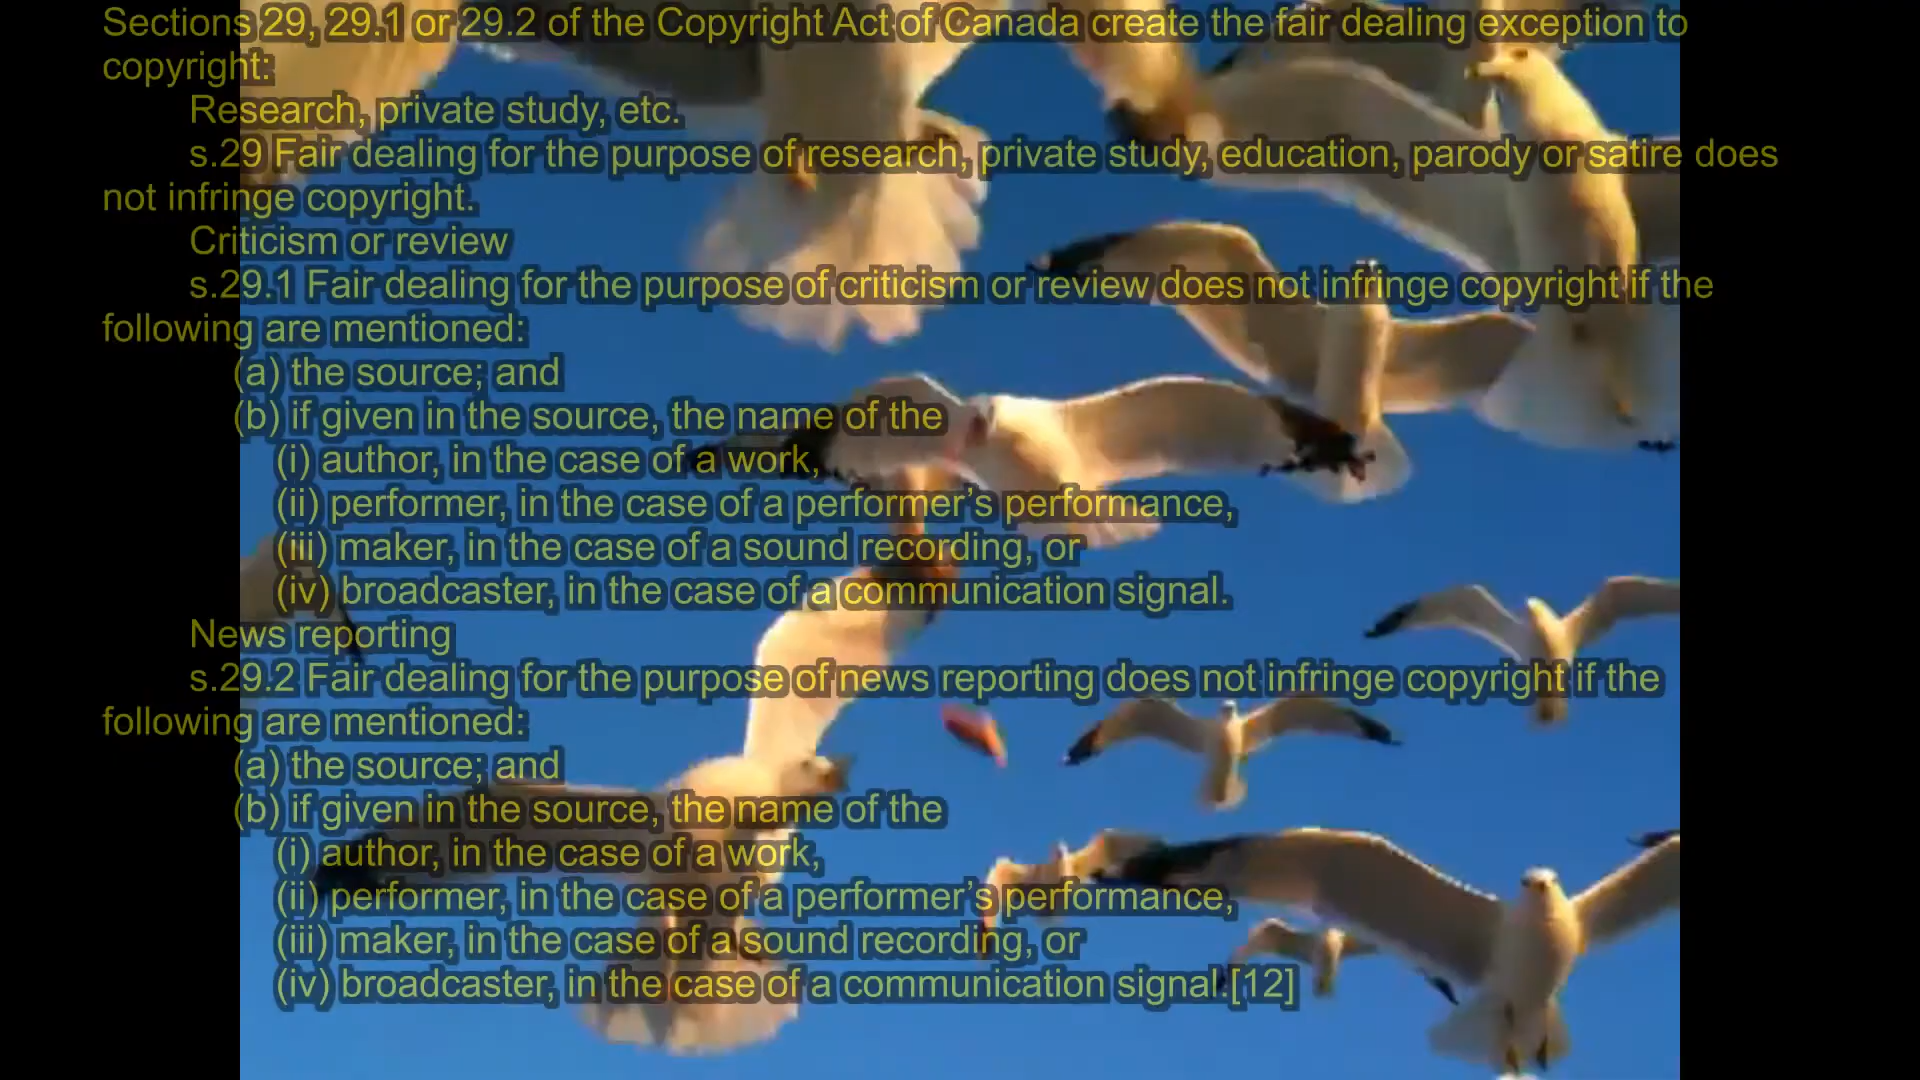 Sections 29, 29.1 or 29.2 of the Copyright Act of Canada create the fair dealing exception to
copyright:
Research, private study, etc.
s.29 Fair dealing for the purpose of research, private study, education, parody or satire does
not infringe copyright.
Criticism or review
s.29.1 Fair dealing for the purpose of criticism or review does not infringe copyright if the
following are mentioned:
(a) the source; and
(b) if given in the source, the name of the
(i) author, in the case of a work,
(ii) performer, in the case of a performer’s performance,
(iii) maker, in the case of a sound recording, or
(iv) broadcaster, in the case of a communication signal.
News reporting
s.29.2 Fair dealing for the purpose of news reporting does not infringe copyright if the
following are mentioned:
(a) the source; and
(b) if given in the source, the name of the
(i) author, in the case of a work,
(ii) performer, in the case of a performer’s performance,
(iii) maker, in the case of a sound recording, or
(iv) broadcaster, in the case of a communication signal.[12]